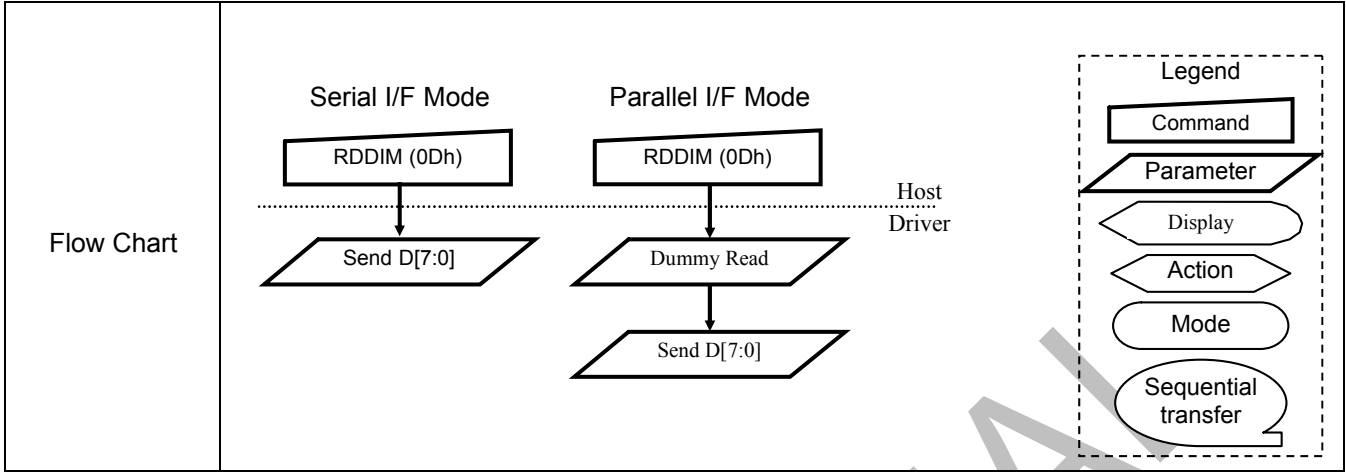 Flow Chart
Serial I/F Mode
RDDIM (0Dh)
Send D[7:0]
Parallel I/F Mode
RDDIM (0Dh)
Dummy Read
Send D[7:0]
Host
Driver
Legend
Command
Parameter
Display
Action
Mode
Sequential
transfer